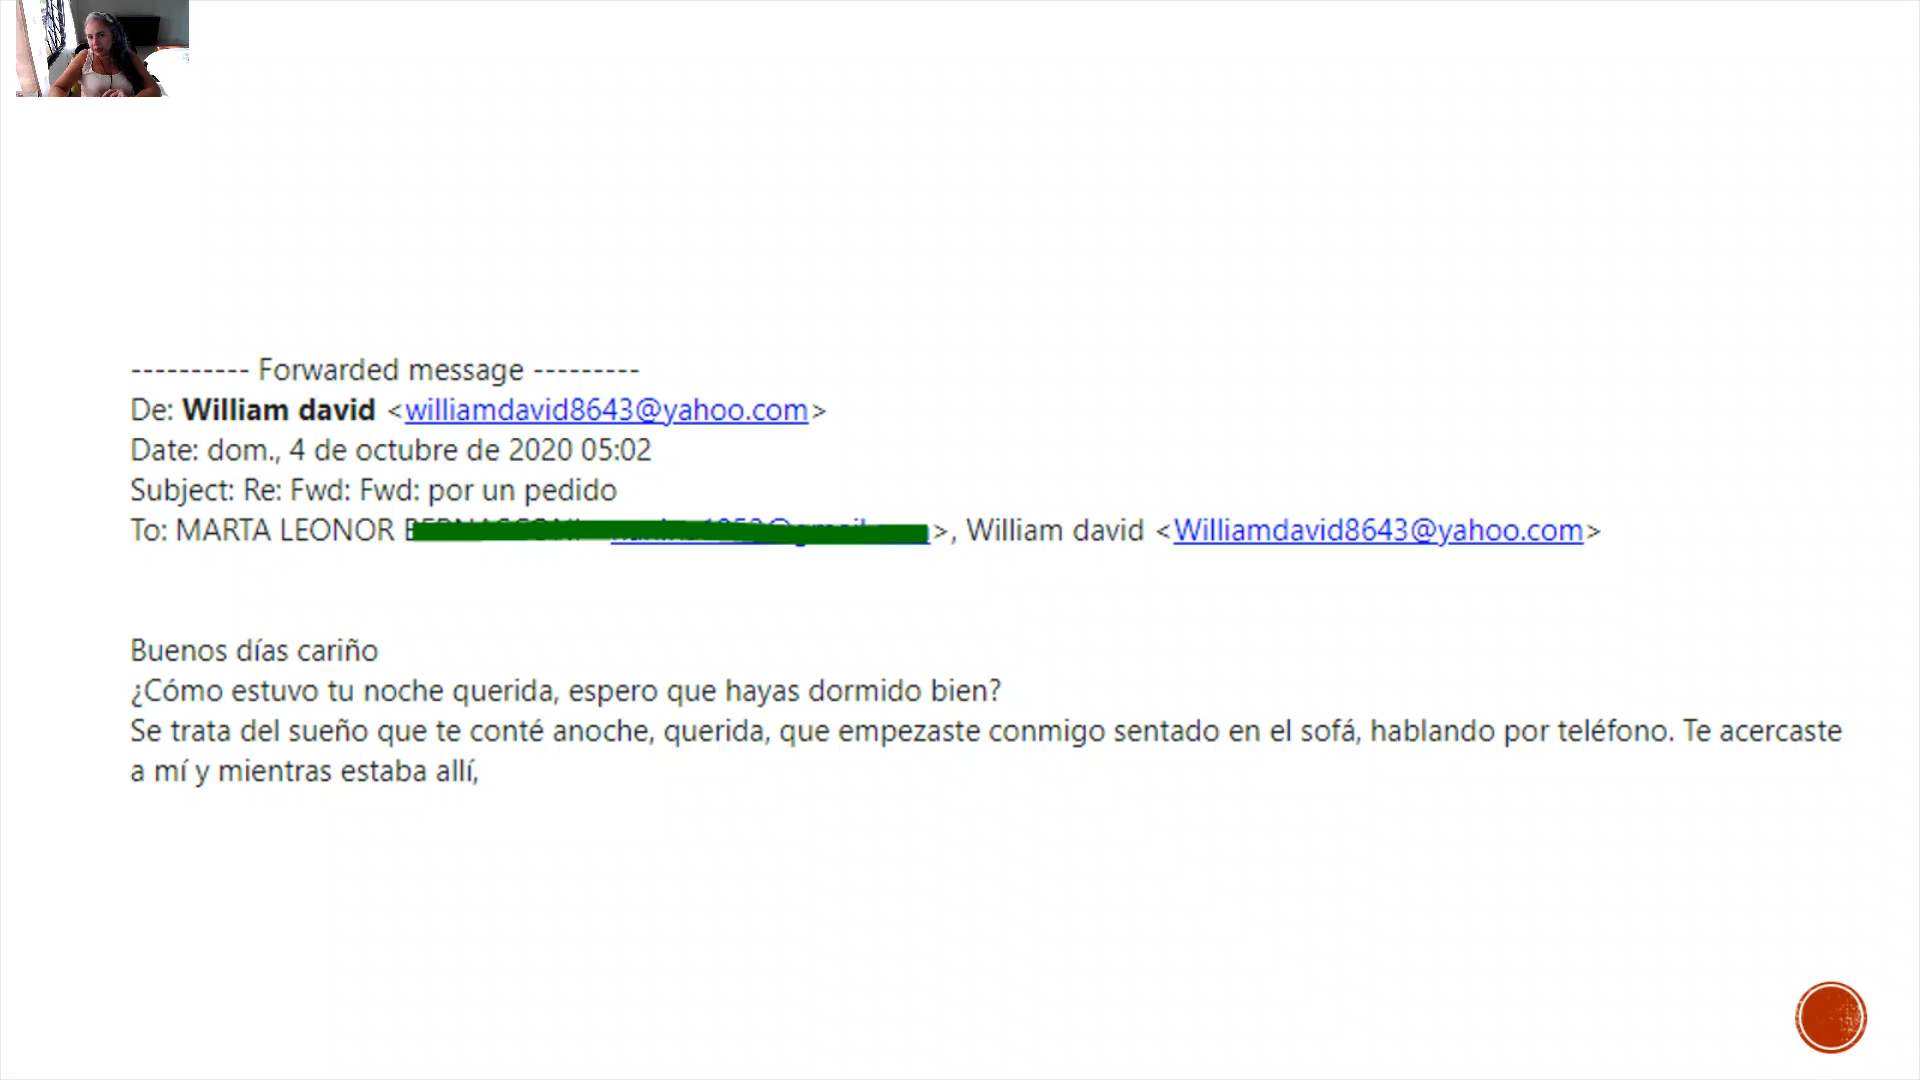 ---------- Forwarded message ---------
De: William david <williamdavid8643@yahoo.com>
Date: dom., 4 de octubre de 2020 05:02
Subject: Re: Fwd: Fwd: por un pedido
To: MARTA LEONOR >, William david <Williamdavid8643@yahoo.com>
Buenos días cariño
¿Cómo estuvo tu noche querida, espero que hayas dormido bien?
Se trata del sueño que te conté anoche, querida, que empezaste conmigo sentado en el sofá, hablando por teléfono. Te acercaste
a mí y mientras estaba allí,